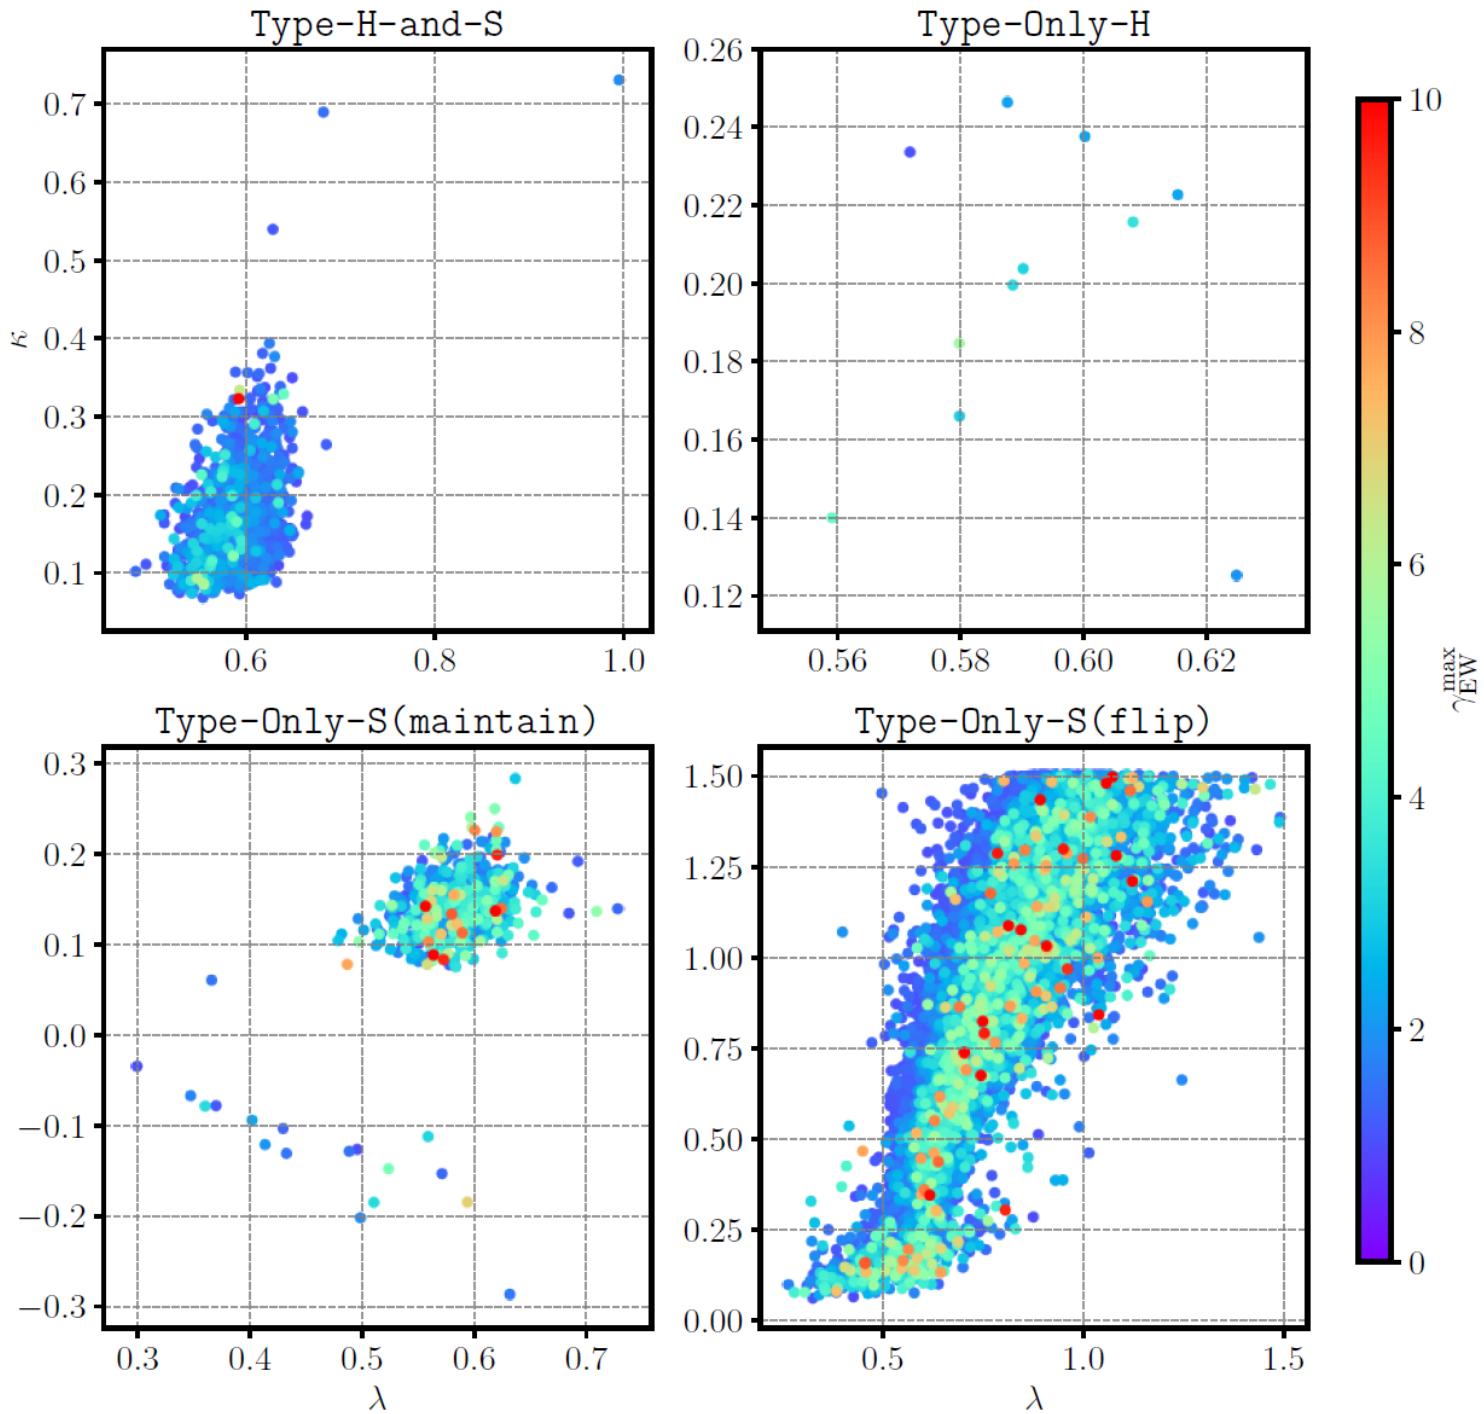 Type-H-and-S
Type-Only-H
0.7
0.6
0.5
0.4
0.3
0.2
0.1
κ
0.6 0.8 1.0
0.26
0.24
0.22
0.20
0.18
0.16
0.14
0.12
0.56 0.58 0.60 0.62
Type-Only-S(maintain)
Type-Only-S(flip)
0.3
0.2
0.1
0.0
−0.1
−0.2
−0.3
0.3 0.4 0.5 0.6 0.7
λ
1.50
1.25
1.00
0.75
0.50
0.25
0.00
0.5 1.0 1.5
λ
10
8
6
4
2
0
γ_EW^max